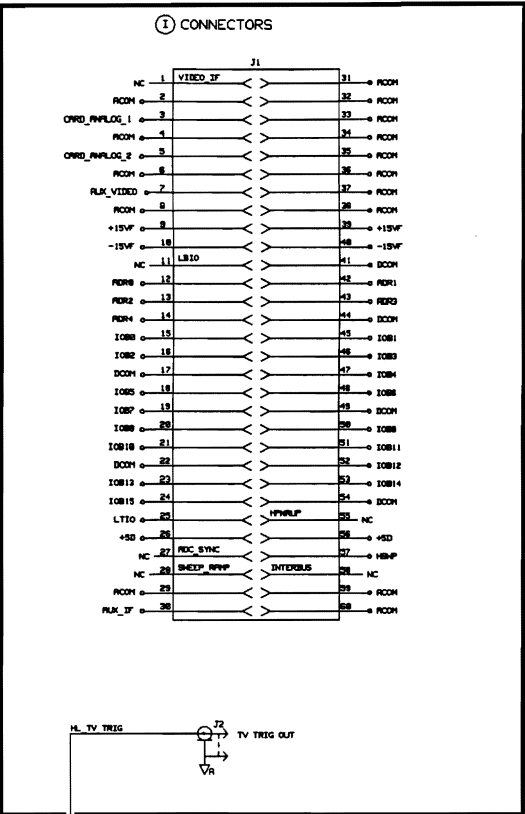 I CONNECTORS
J1
NC 1 VIDEO_IF 31 ACOM
ACOM 2 32 ACOM
CARD_ANALOG_1 3 33 ACOM
ACOM 4 34 ACOM
CARD_ANALOG_2 5 35 ACOM
ACOM 6 36 ACOM
AUX_VIDEO 7 37 ACOM
ACOM 8 38 ACOM
+15VF 9 39 +15VF
-15VF 10 40 -15VF
NC 11 LBIO 41 DCOM
ADR0 12 42 ADR1
ADR2 13 43 ADR3
ADR4 14 44 DCOM
IOB0 15 45 IOB1
IOB2 16 46 IOB3
DCOM 17 47 IOB4
IOB5 18 48 IOB6
IOB7 19 49 DCOM
IOB8 20 50 IOB9
IOB10 21 51 IOB11
DCOM 22 52 IOB12
IOB13 23 53 IOB14
IOB15 24 54 DCOM
LTIO 25 HPWRUP 55 NC
+5D 26 56 +5D
NC 27 ADC_SYNC 57 HSWP
NC 28 SWEEP_RAMP INTERBUS 58 NC
ACOM 29 59 ACOM
AUX_IF 30 60 ACOM
HL_TV TRIG J2 TV TRIG OUT
A